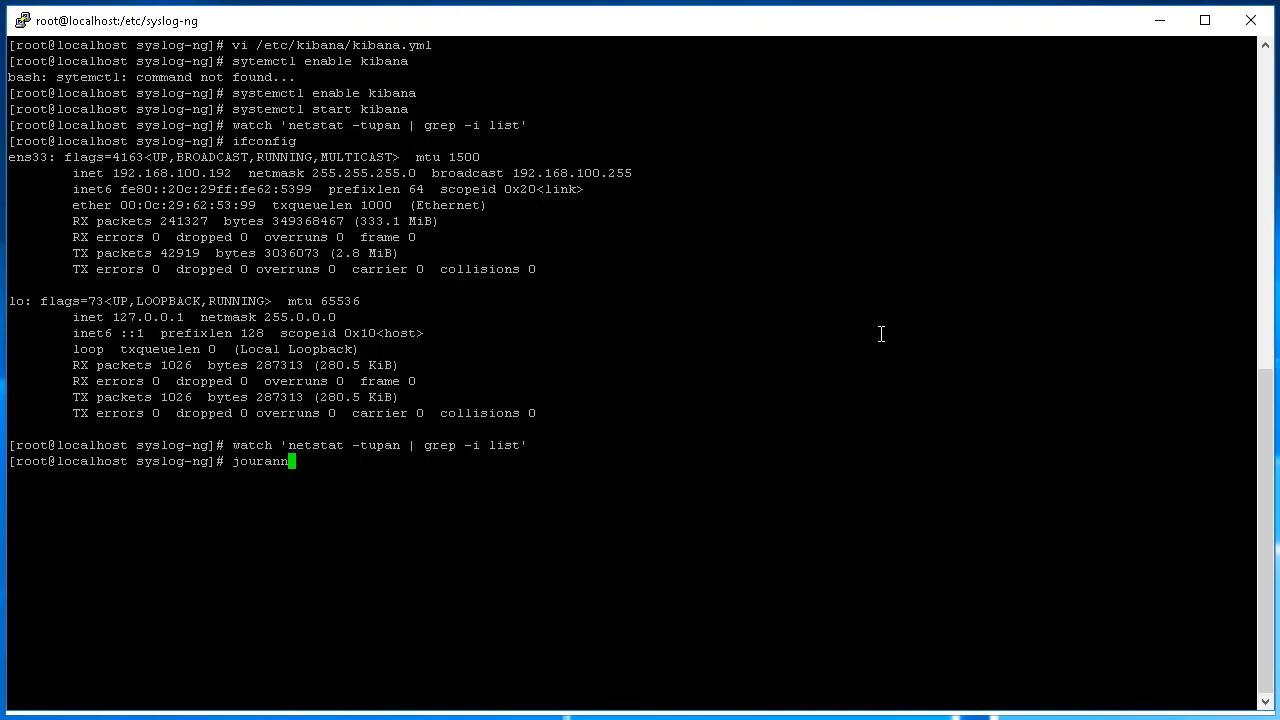 root@localhost:/etc/syslog-ng
[root@localhost syslog-ng]# vi /etc/kibana/kibana.yml
[root@localhost syslog-ng]# sytemctl enable kibana
bash: sytemctl: command not found...
[root@localhost syslog-ng]# systemctl enable kibana
[root@localhost syslog-ng]# systemctl start kibana
[root@localhost syslog-ng]# watch 'netstat -tupan | grep -i list'
[root@localhost syslog-ng]# ifconfig
ens33: flags=4163<UP,BROADCAST,RUNNING,MULTICAST>  mtu 1500
        inet 192.168.100.192  netmask 255.255.255.0  broadcast 192.168.100.255
        inet6 fe80::20c:29ff:fe62:5399  prefixlen 64  scopeid 0x20<link>
        ether 00:0c:29:62:53:99  txqueuelen 1000  (Ethernet)
        RX packets 241327  bytes 349368467 (333.1 MiB)
        RX errors 0  dropped 0  overruns 0  frame 0
        TX packets 42919  bytes 3036073 (2.8 MiB)
        TX errors 0  dropped 0 overruns 0  carrier 0  collisions 0
lo: flags=73<UP,LOOPBACK,RUNNING>  mtu 65536
        inet 127.0.0.1  netmask 255.0.0.0
        inet6 ::1  prefixlen 128  scopeid 0x10<host>
        loop  txqueuelen 0  (Local Loopback)
        RX packets 1026  bytes 287313 (280.5 KiB)
        RX errors 0  dropped 0  overruns 0  frame 0
        TX packets 1026  bytes 287313 (280.5 KiB)
        TX errors 0  dropped 0 overruns 0  carrier 0  collisions 0
[root@localhost syslog-ng]# watch 'netstat -tupan | grep -i list'
[root@localhost syslog-ng]# jourann